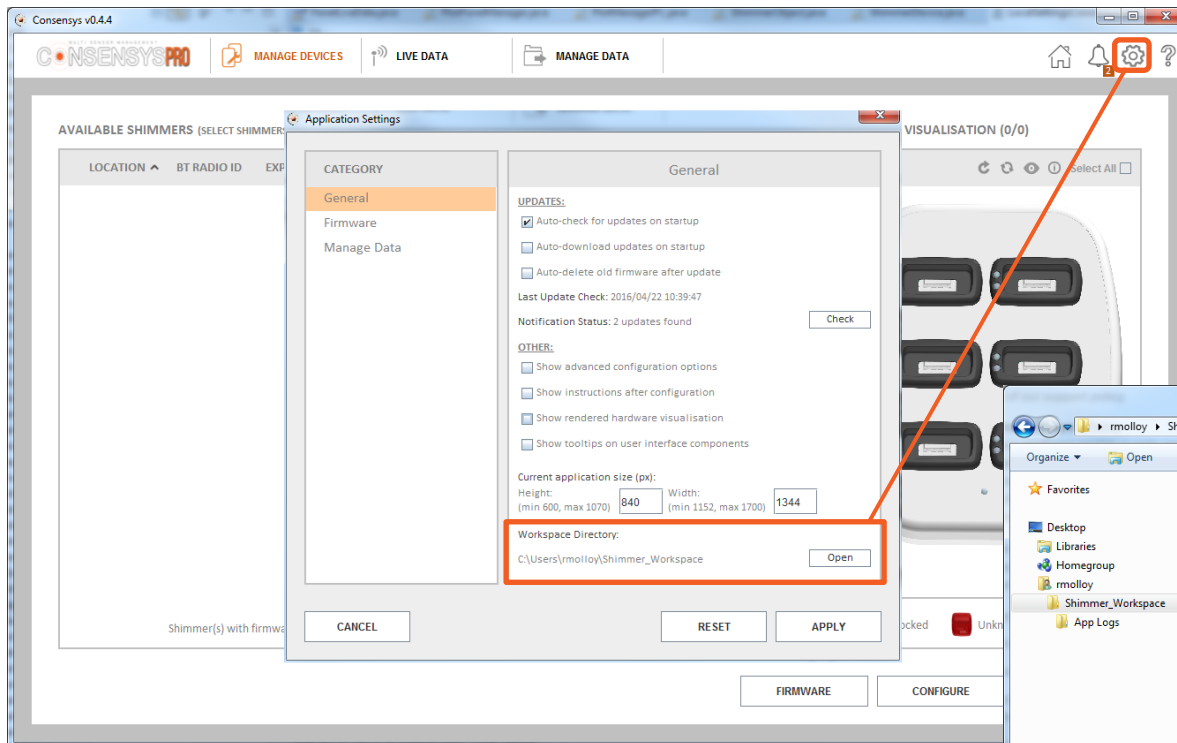 Consensys v0.4.4
MULTI SENSOR MANAGEMENT
CONSENSYSPRO
MANAGE DEVICES
LIVE DATA
MANAGE DATA
2
AVAILABLE SHIMMERS (SELECT SHIMMERS
VISUALISATION (0/0)
LOCATION
BT RADIO ID
Select All
Application Settings
CATEGORY
General
Firmware
Manage Data
General
UPDATES:
Auto-check for updates on startup
Auto-download updates on startup
Auto-delete old firmware after update
Last Update Check: 2016/04/22 10:39:47
Notification Status: 2 updates found
Check
OTHER:
Show advanced configuration options
Show instructions after configuration
Show rendered hardware visualisation
Show tooltips on user interface components
Current application size (px):
Height:
(min 600, max 1070)
840
Width:
(min 1152, max 1700)
1344
Workspace Directory:
C:\Users\rmolloy\Shimmer_Workspace
Open
CANCEL
RESET
APPLY
Shimmer(s) with
FIRMWARE
CONFIGURE
rmolloy
Organize
Open
Favorites
Desktop
Libraries
Homegroup
rmolloy
Shimmer_Workspace
App Logs